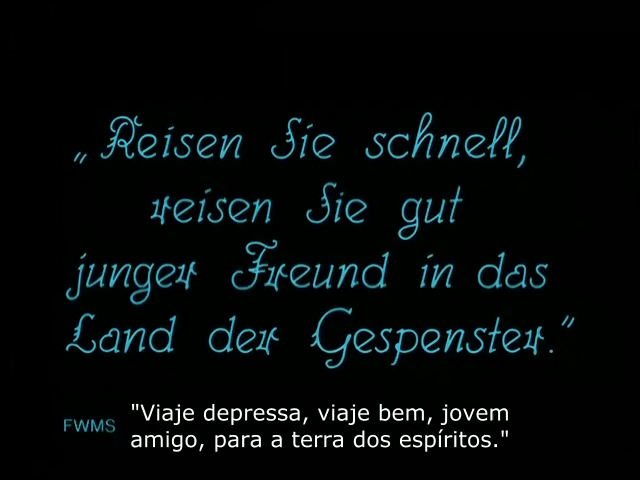 „Reisen Sie schnell,
reisen Sie gut
junger Freund in das
Land der Gespenster.”
FWMS
"Viaje depressa, viaje bem, jovem
amigo, para a terra dos espíritos."